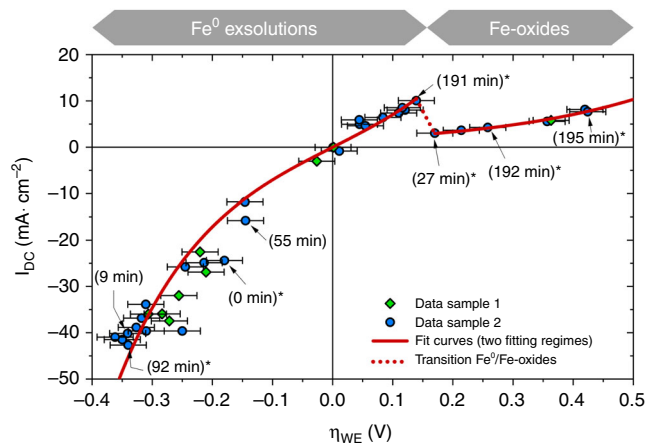 Fe⁰ exsolutions Fe-oxides
20
10
0
–10
–20
–30
–40
–50
I_DC (mA· cm⁻²)
(191 min)*
(195 min)*
(27 min)*
(192 min)*
(55 min)
(9 min)
(0 min)*
(92 min)*
Data sample 1
Data sample 2
Fit curves (two fitting regimes)
Transition Fe⁰/Fe-oxides
–0.4 –0.3 –0.2 –0.1 0.0 0.1 0.2 0.3 0.4 0.5
η_WE (V)